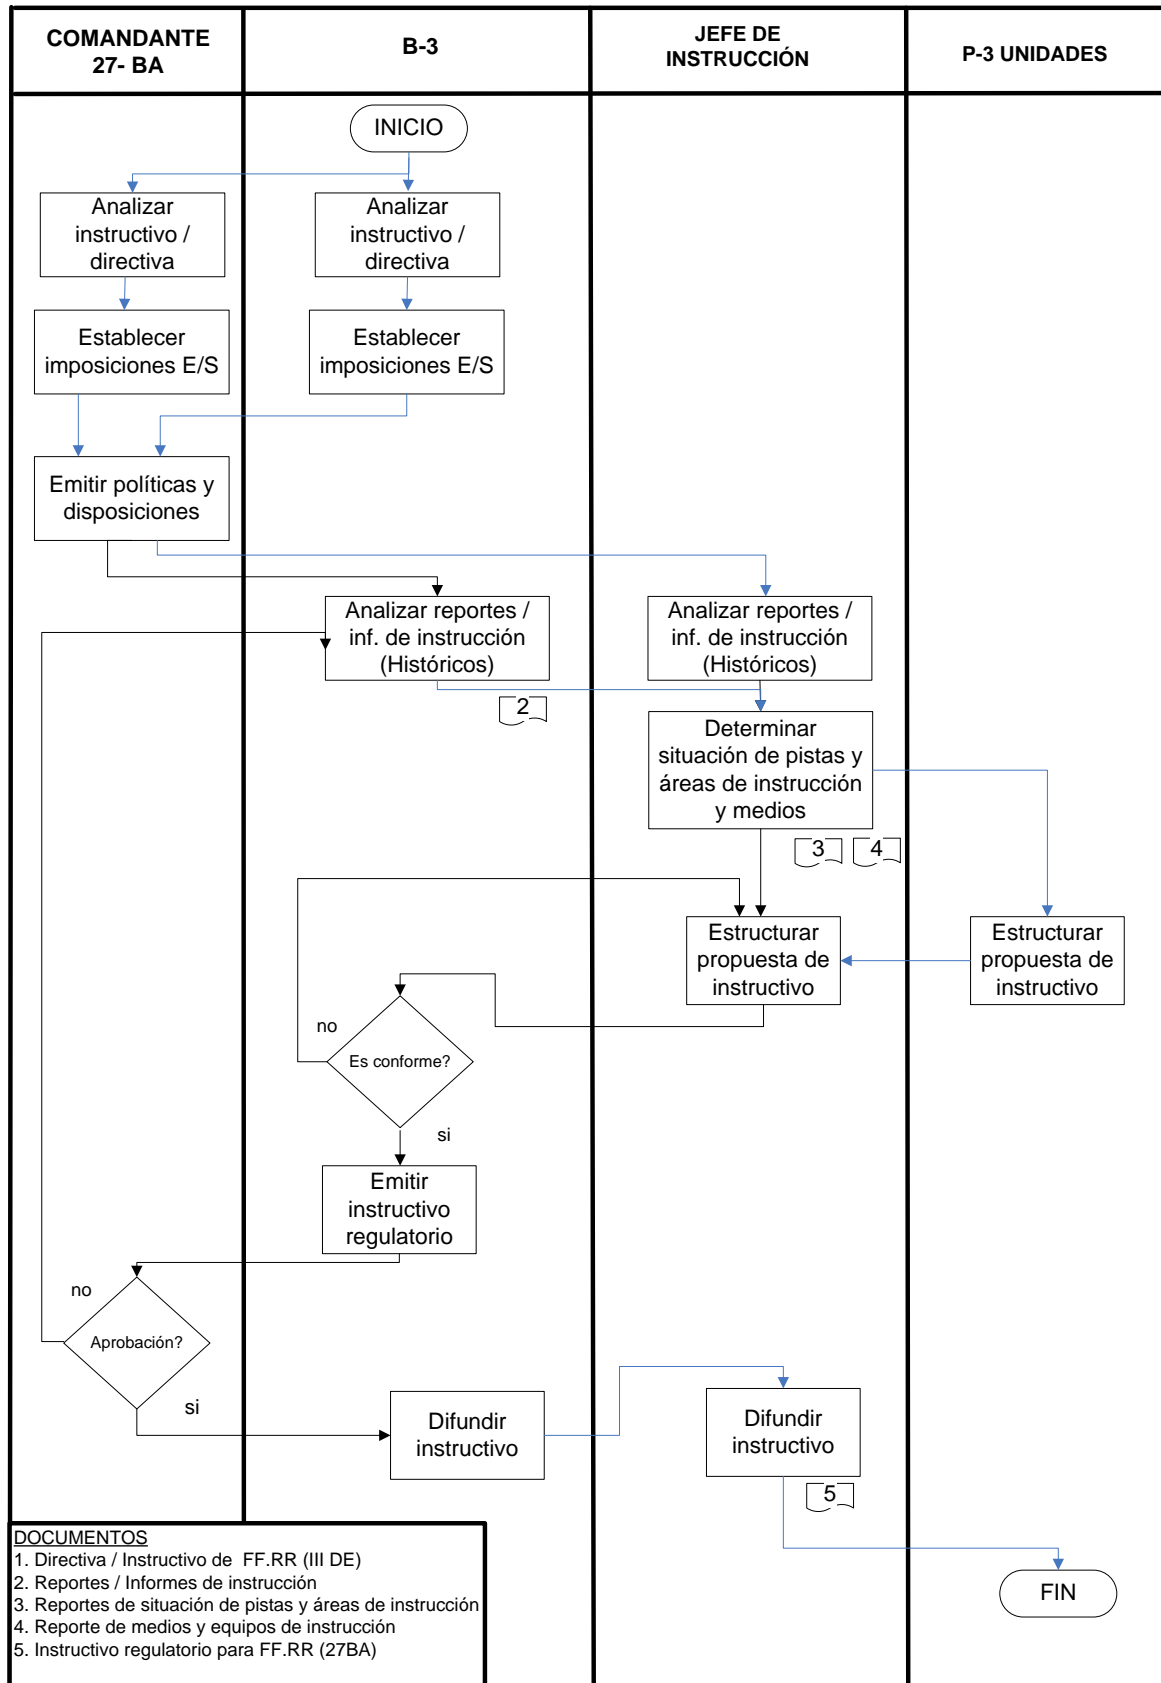 COMANDANTE
27- BA
B-3
JEFE DE
INSTRUCCIÓN
P-3 UNIDADES
INICIO
Analizar
instructivo /
directiva
Analizar
instructivo /
directiva
Establecer
imposiciones E/S
Establecer
imposiciones E/S
Emitir políticas y
disposiciones
Analizar reportes /
inf. de instrucción
(Históricos)
Analizar reportes /
inf. de instrucción
(Históricos)
2
Determinar
situación de pistas y
áreas de instrucción
y medios
3
4
Estructurar
propuesta de
instructivo
Estructurar
propuesta de
instructivo
no
Es conforme?
si
Emitir
instructivo
regulatorio
no
Aprobación?
si
Difundir
instructivo
Difundir
instructivo
5
FIN
DOCUMENTOS
1. Directiva / Instructivo de FF.RR (III DE)
2. Reportes / Informes de instrucción
3. Reportes de situación de pistas y áreas de instrucción
4. Reporte de medios y equipos de instrucción
5. Instructivo regulatorio para FF.RR (27BA)